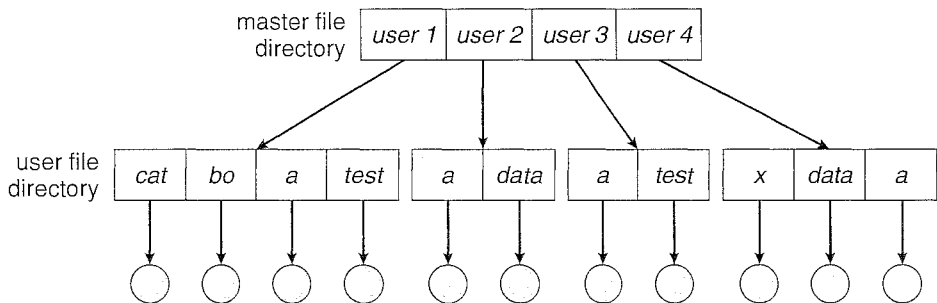 master file
directory
user 1 user 2 user 3 user 4
user file
directory
cat bo a test a data a test x data a